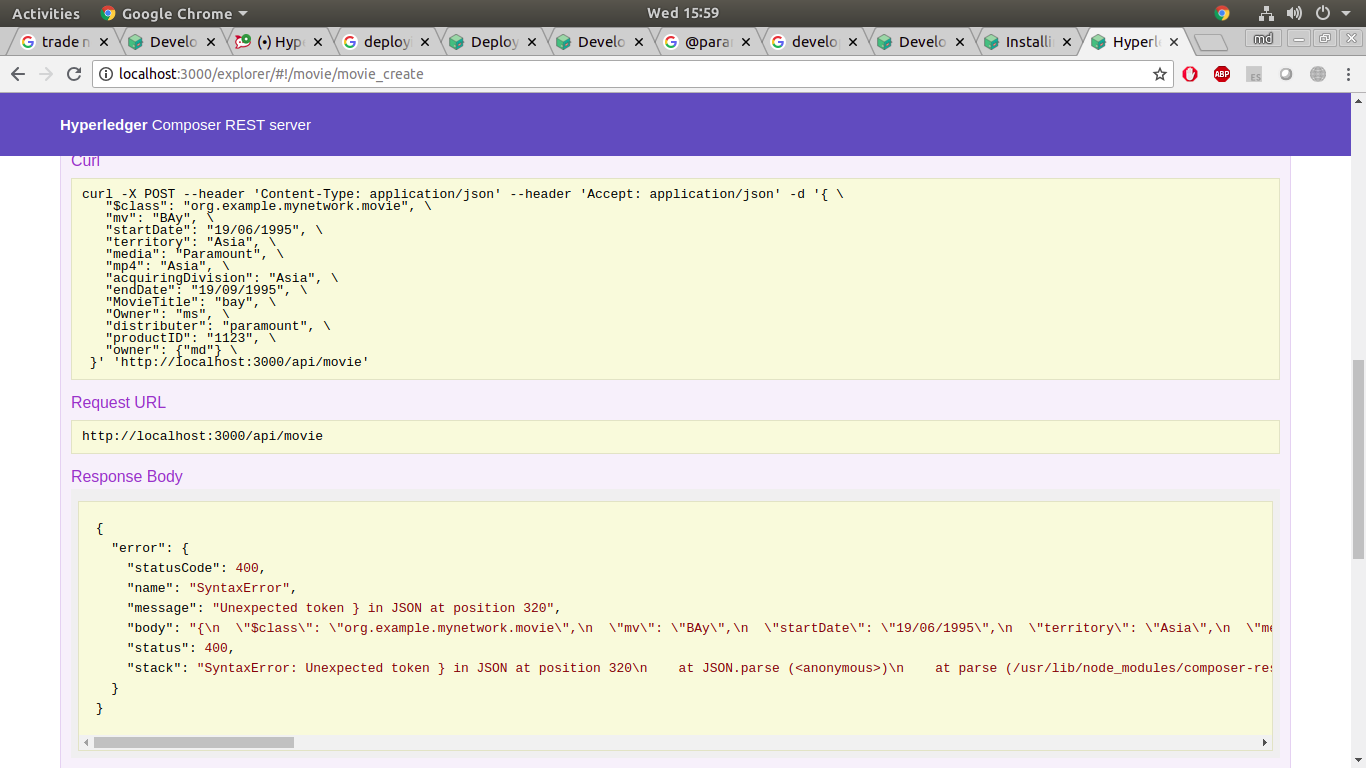 Activities Google Chrome Wed 15:59
trade n Develo (•) Hyp deploy Deploy Develo @para develo Develo Installi Hyperl md
localhost:3000/explorer/#!/movie/movie_create ABP ES
Hyperledger Composer REST server
Curl
curl -X POST --header 'Content-Type: application/json' --header 'Accept: application/json' -d '{ \
"$class": "org.example.mynetwork.movie", \
"mv": "BAy", \
"startDate": "19/06/1995", \
"territory": "Asia", \
"media": "Paramount", \
"mp4": "Asia", \
"acquiringDivision": "Asia", \
"endDate": "19/09/1995", \
"MovieTitle": "bay", \
"Owner": "ms", \
"distributer": "paramount", \
"productID": "1123", \
"owner": {"md"} \
}' 'http://localhost:3000/api/movie'
Request URL
http://localhost:3000/api/movie
Response Body
{
"error": {
"statusCode": 400,
"name": "SyntaxError",
"message": "Unexpected token } in JSON at position 320",
"body": "{\n  \"$class\": \"org.example.mynetwork.movie\",\n  \"mv\": \"BAy\",\n  \"startDate\": \"19/06/1995\",\n  \"territory\": \"Asia\",\n  \"me
"status": 400,
"stack": "SyntaxError: Unexpected token } in JSON at position 320\n    at JSON.parse (<anonymous>)\n    at parse (/usr/lib/node_modules/composer-res
}
}